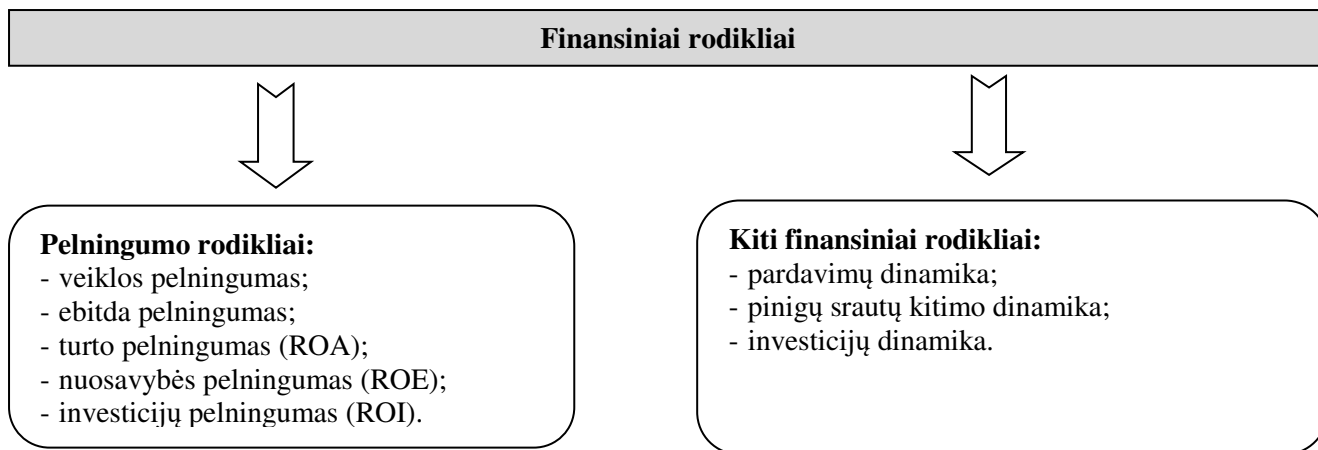 Finansiniai rodikliai
Pelningumo rodikliai:
- veiklos pelningumas;
- ebitda pelningumas;
- turto pelningumas (ROA);
- nuosavybės pelningumas (ROE);
- investicijų pelningumas (ROI).
Kiti finansiniai rodikliai:
- pardavimų dinamika;
- pinigų srautų kitimo dinamika;
- investicijų dinamika.